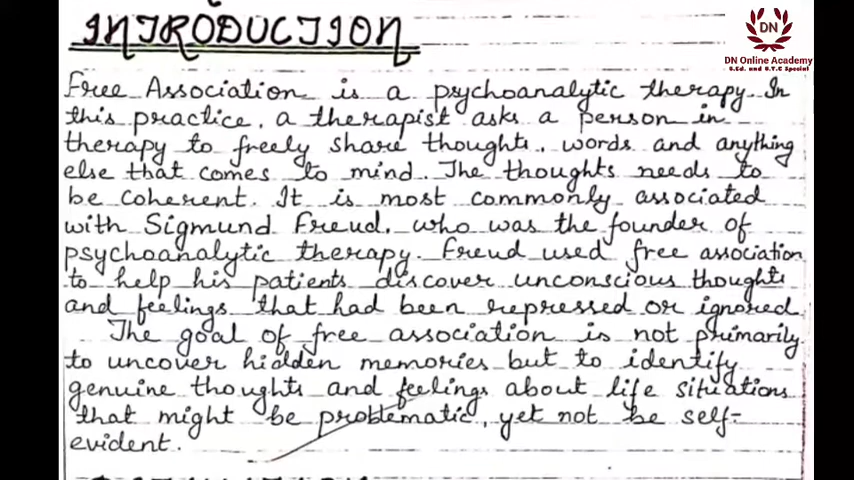 INTRODUCTION
DN
DN Online Academy
B.Ed. and U.T.C Special
Free Association is a psychoanalytic therapy. In
this practice, a therapist asks a person in
therapy to freely share thoughts, words and anything
else that comes to mind. The thoughts needs to
be coherent. It is most commonly associated
with Sigmund Freud, who was the founder of
psychoanalytic therapy. Freud used free association
to help his patients discover unconscious thoughts
and feelings that had been repressed or ignored.
The goal of free association is not primarily
to uncover hidden memories but to identify
genuine thoughts and feelings about life situations
that might be problematic, yet not be self-
evident.